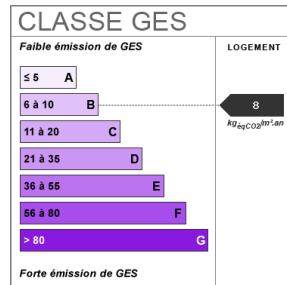 CLASSE GES
Faible émission de GES
LOGEMENT
≤ 5 A
6 à 10 B
8
kgéqCO2/m².an
11 à 20 C
21 à 35 D
36 à 55 E
56 à 80 F
> 80 G
Forte émission de GES